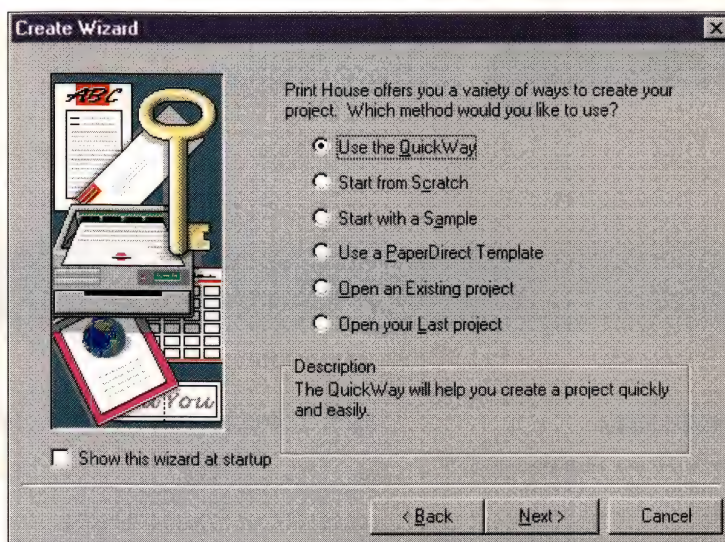 Create Wizard
ABC
Print House offers you a variety of ways to create your
project. Which method would you like to use?
Use the QuickWay
Start from Scratch
Start with a Sample
Use a PaperDirect Template
Open an Existing project
Open your Last project
Description
The QuickWay will help you create a project quickly
and easily.
You
Show this wizard at startup
< Back
Next >
Cancel